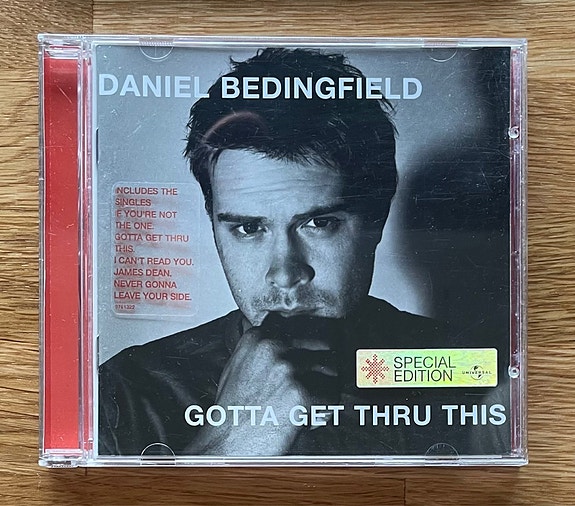 DANIEL BEDINGFIELD
INCLUDES THE
SINGLES
IF YOU'RE NOT
THE ONE.
GOTTA GET THRU
THIS.
I CAN'T READ YOU.
JAMES DEAN.
NEVER GONNA
LEAVE YOUR SIDE.
SPECIAL
EDITION
UNIVERSAL
GOTTA GET THRU THIS